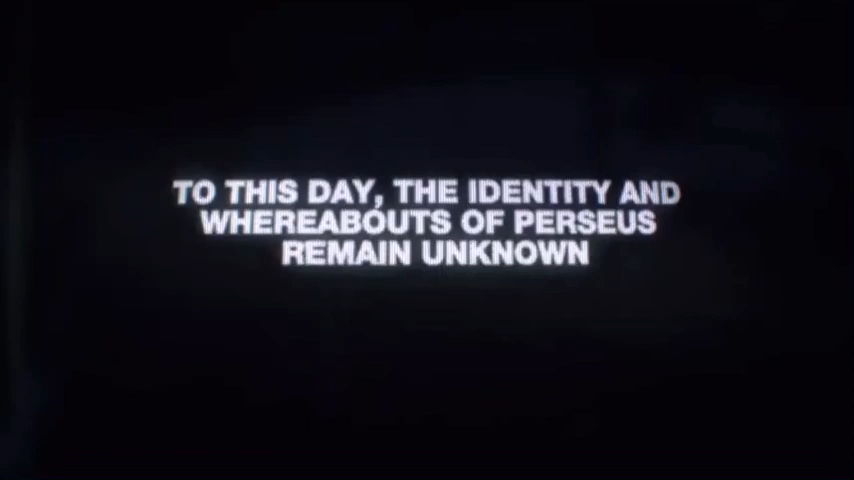 TO THIS DAY, THE IDENTITY AND
WHEREABOUTS OF PERSEUS
REMAIN UNKNOWN